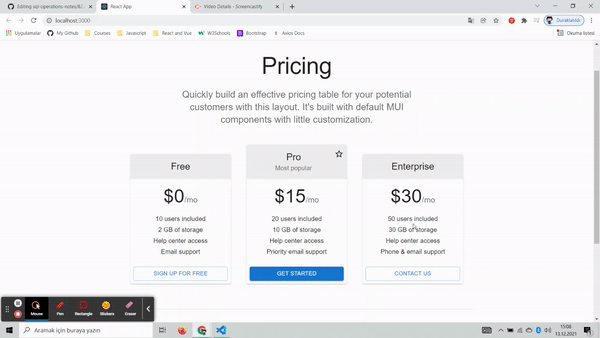 Editing sql-operations-notes/8.
React App
Video Details - Screencastify
localhost:3000
Duraklatıldı
Uygulamalar
My Github
Courses
Javascript
React and Vue
W3Schools
Bootstrap
Axios Docs
Okuma listesi
Pricing
Quickly build an effective pricing table for your potential
customers with this layout. It's built with default MUI
components with little customization.
Free
$0/mo
10 users included
2 GB of storage
Help center access
Email support
SIGN UP FOR FREE
Pro
Most popular
$15/mo
20 users included
10 GB of storage
Help center access
Priority email support
GET STARTED
Enterprise
$30/mo
50 users included
30 GB of storage
Help center access
Phone & email support
CONTACT US
Mouse
Pen
Rectangle
Stickers
Eraser
Aramak için buraya yazın
15:08
13.12.2021